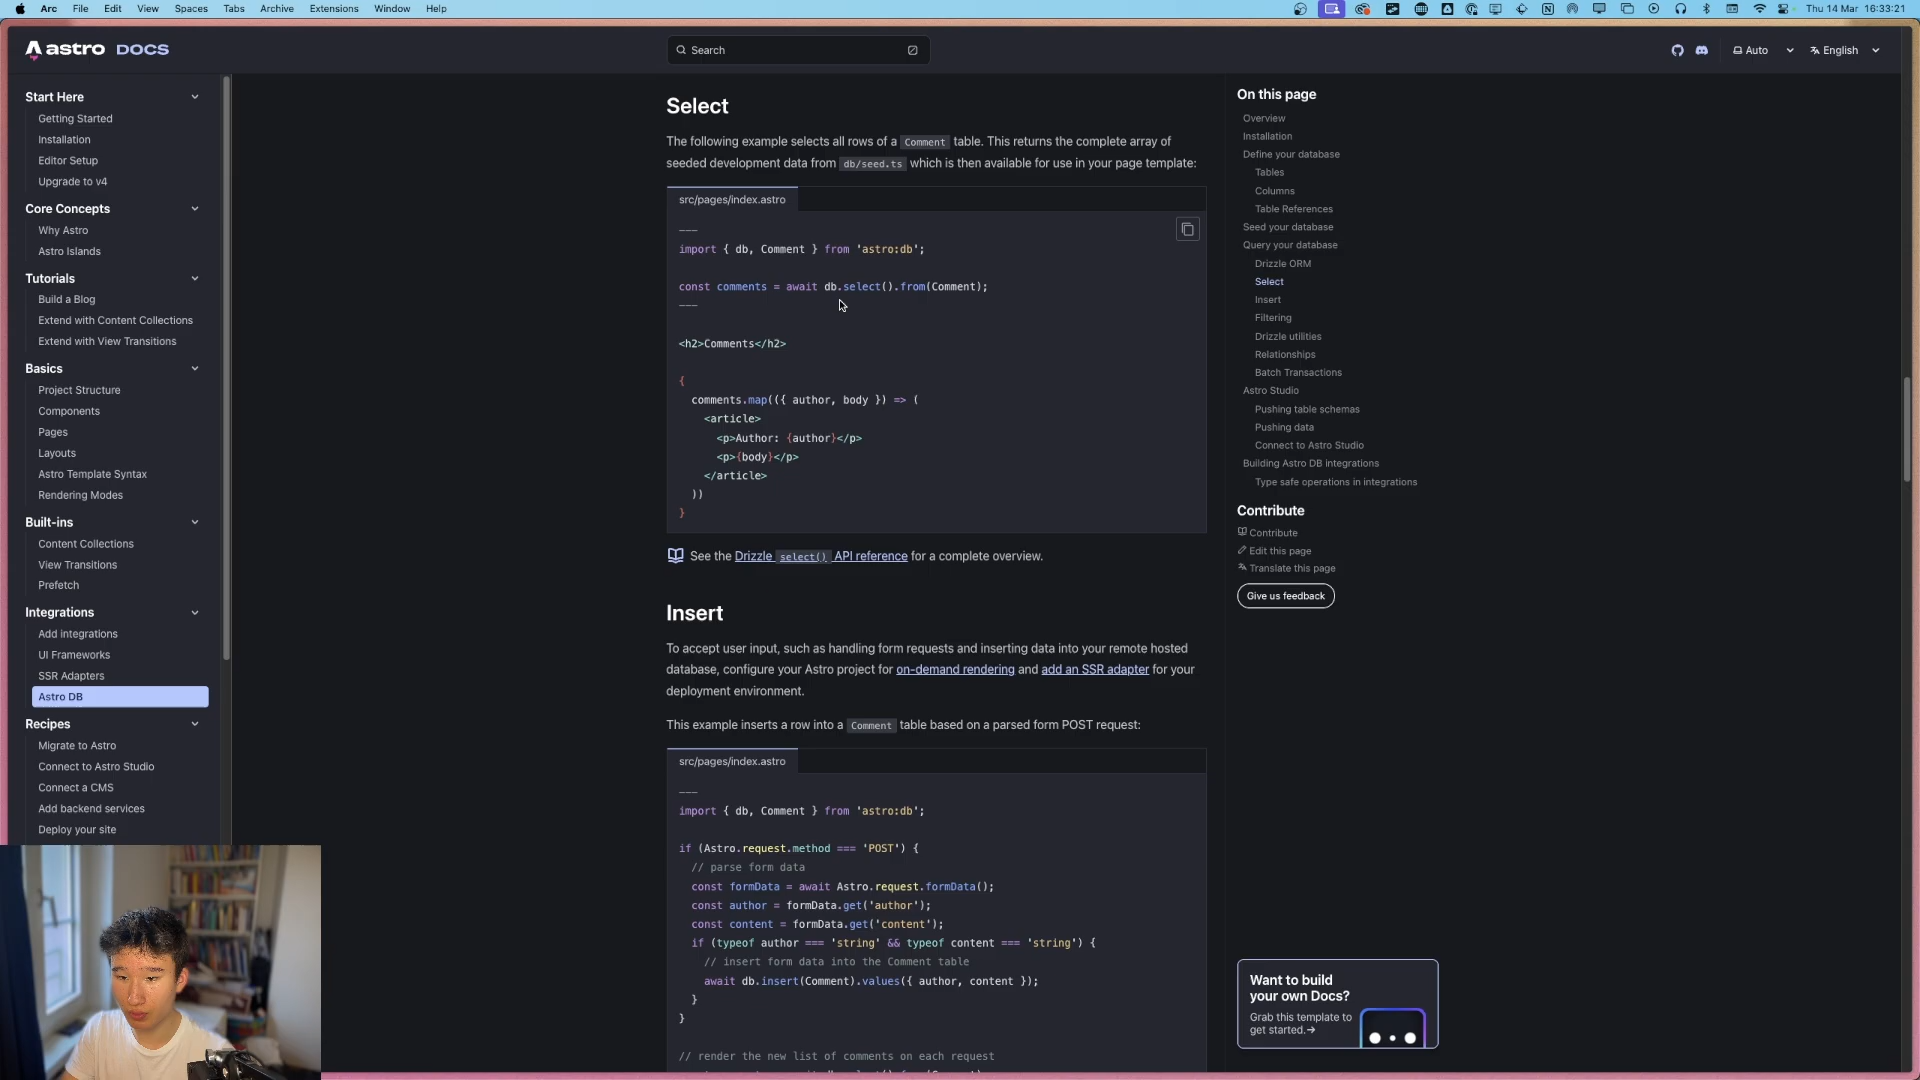 Arc File Edit View Spaces Tabs Archive Extensions Window Help
Thu 14 Mar 16:33:21
astro DOCS
Search
Auto
English
Start Here
Getting Started
Installation
Editor Setup
Upgrade to v4
Core Concepts
Why Astro
Astro Islands
Tutorials
Build a Blog
Extend with Content Collections
Extend with View Transitions
Basics
Project Structure
Components
Pages
Layouts
Astro Template Syntax
Rendering Modes
Built-ins
Content Collections
View Transitions
Prefetch
Integrations
Add integrations
UI Frameworks
SSR Adapters
Astro DB
Recipes
Migrate to Astro
Connect to Astro Studio
Connect a CMS
Add backend services
Deploy your site
Select
The following example selects all rows of a Comment table. This returns the complete array of
seeded development data from db/seed.ts which is then available for use in your page template:
src/pages/index.astro
---
import { db, Comment } from 'astro:db';
const comments = await db.select().from(Comment);
---
<h2>Comments</h2>
{
comments.map(({ author, body }) => (
<article>
<p>Author: {author}</p>
<p>{body}</p>
</article>
))
}
See the Drizzle select() API reference for a complete overview.
Insert
To accept user input, such as handling form requests and inserting data into your remote hosted
database, configure your Astro project for on-demand rendering and add an SSR adapter for your
deployment environment.
This example inserts a row into a Comment table based on a parsed form POST request:
src/pages/index.astro
---
import { db, Comment } from 'astro:db';
if (Astro.request.method === 'POST') {
// parse form data
const formData = await Astro.request.formData();
const author = formData.get('author');
const content = formData.get('content');
if (typeof author === 'string' && typeof content === 'string') {
// insert form data into the Comment table
await db.insert(Comment).values({ author, content });
}
}
// render the new list of comments on each request
On this page
Overview
Installation
Define your database
Tables
Columns
Table References
Seed your database
Query your database
Drizzle ORM
Select
Insert
Filtering
Drizzle utilities
Relationships
Batch Transactions
Astro Studio
Pushing table schemas
Pushing data
Connect to Astro Studio
Building Astro DB integrations
Type safe operations in integrations
Contribute
Contribute
Edit this page
Translate this page
Give us feedback
Want to build
your own Docs?
Grab this template to
get started.→